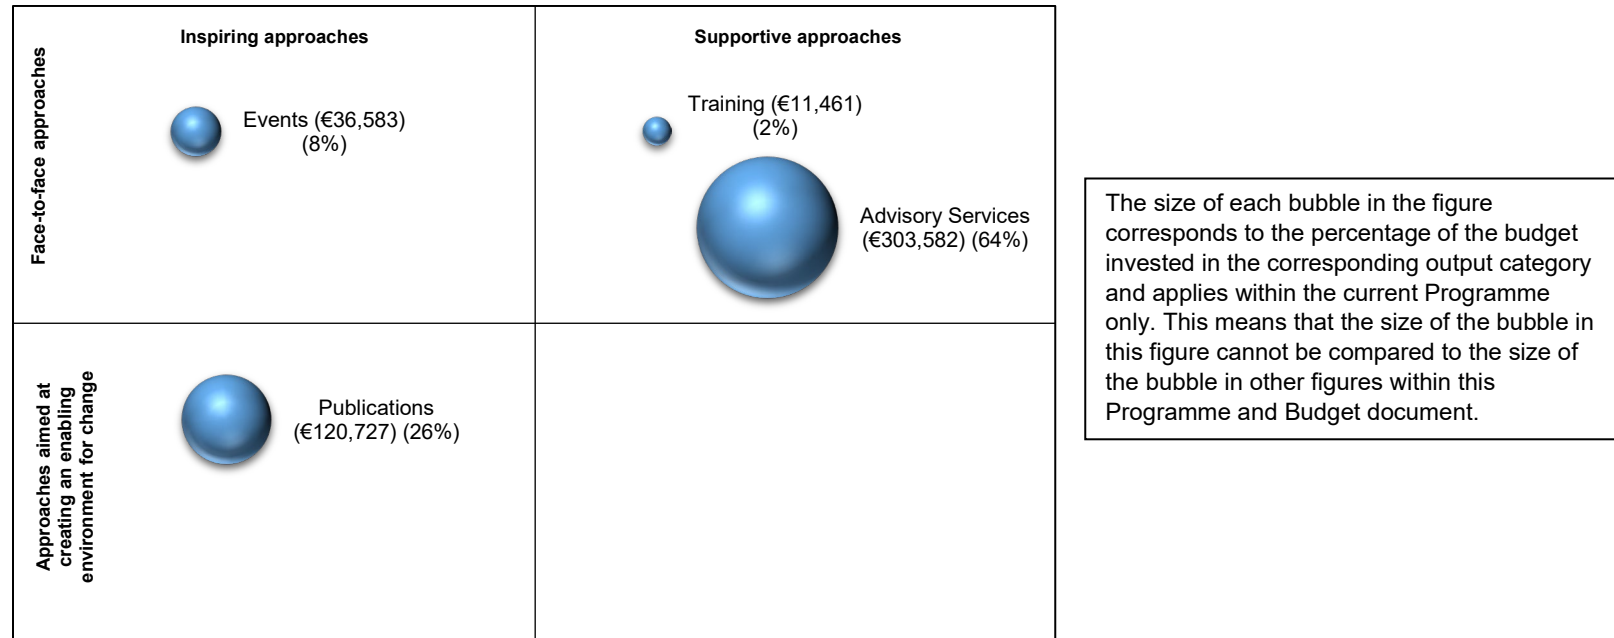 Inspiring approaches
Supportive approaches
Face-to-face approaches
Events (€36,583)
(8%)
Training (€11,461)
(2%)
Advisory Services
(€303,582) (64%)
Approaches aimed at
creating an enabling
environment for change
Publications
(€120,727) (26%)
The size of each bubble in the figure
corresponds to the percentage of the budget
invested in the corresponding output category
and applies within the current Programme
only. This means that the size of the bubble in
this figure cannot be compared to the size of
the bubble in other figures within this
Programme and Budget document.